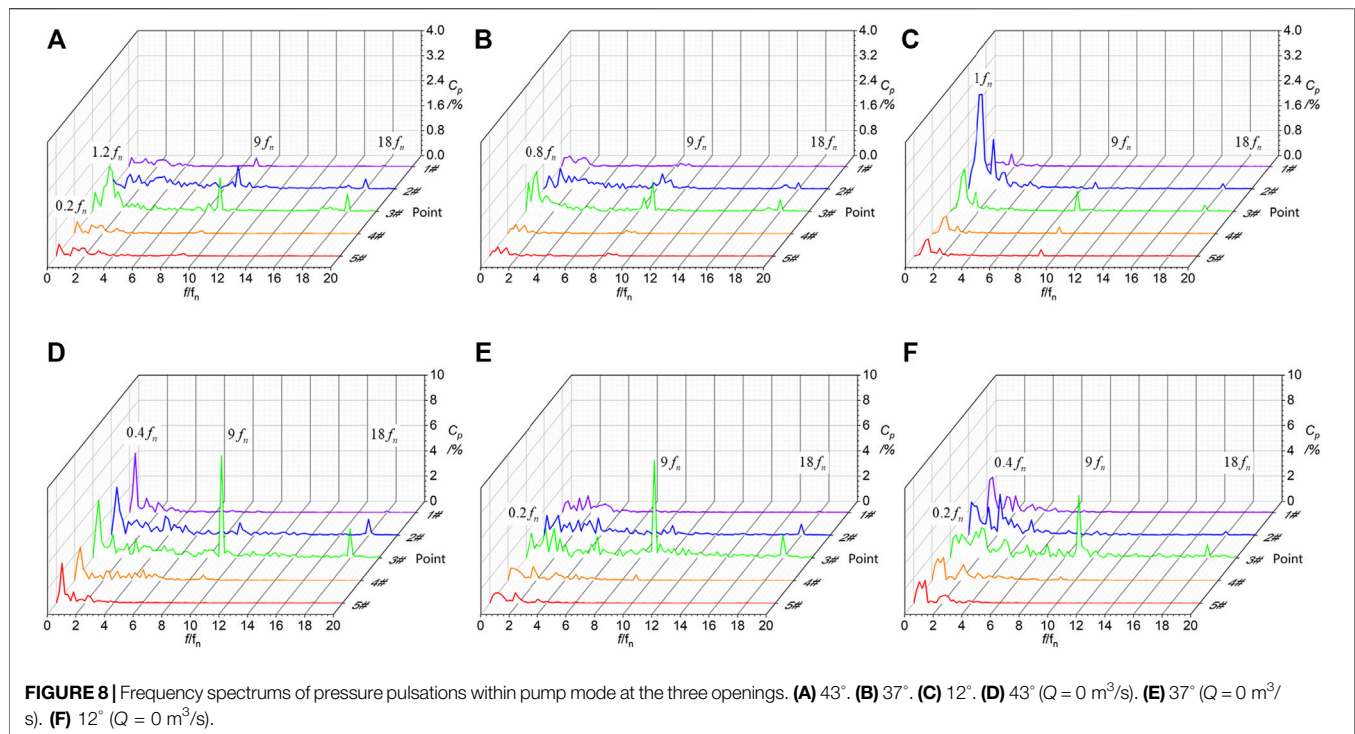 A
B
C
4.0
3.2
2.4
1.6
0.8
0.0
Cp
/%
1.2 fn
0.2 fn
9 fn
18 fn
1#
2#
3# Point
4#
5#
0 2 4 6 8 10 12 14 16 18 20
f/fn
4.0
3.2
2.4
1.6
0.8
0.0
Cp
/%
0.8 fn
9 fn
18 fn
1#
2#
3# Point
4#
5#
0 2 4 6 8 10 12 14 16 18 20
f/fn
4.0
3.2
2.4
1.6
0.8
0.0
Cp
/%
1 fn
9 fn
18 fn
1#
2#
3# Point
4#
5#
0 2 4 6 8 10 12 14 16 18 20
f/fn
D
E
F
10
8
6
4
2
0
Cp
/%
0.4 fn
9 fn
18 fn
1#
2#
3# Point
4#
5#
0 2 4 6 8 10 12 14 16 18 20
f/fn
10
8
6
4
2
0
Cp
/%
0.2 fn
9 fn
18 fn
1#
2#
3# Point
4#
5#
0 2 4 6 8 10 12 14 16 18 20
f/fn
10
8
6
4
2
0
Cp
/%
0.4 fn
0.2 fn
9 fn
18 fn
1#
2#
3# Point
4#
5#
0 2 4 6 8 10 12 14 16 18 20
f/fn
FIGURE 8 | Frequency spectrums of pressure pulsations within pump mode at the three openings. (A) 43°. (B) 37°. (C) 12°. (D) 43° (Q = 0 m³/s). (E) 37° (Q = 0 m³/
s). (F) 12° (Q = 0 m³/s).